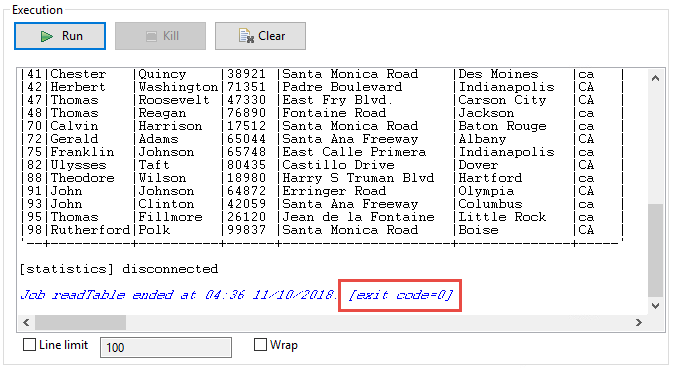 Execution
Run Kill Clear
|41|Chester |Quincy |38921 |Santa Monica Road |Des Moines |ca |
|42|Herbert |Washington|71351 |Padre Boulevard |Indianapolis |CA |
|47|Thomas |Roosevelt |47330 |East Fry Blvd. |Carson City |CA |
|48|Thomas |Reagan |76890 |Fontaine Road |Jackson |ca |
|70|Calvin |Harrison |17512 |Santa Monica Road |Baton Rouge |ca |
|72|Gerald |Adams |65044 |Santa Ana Freeway |Albany |CA |
|75|Franklin |Johnson |65748 |East Calle Primera |Indianapolis |ca |
|82|Ulysses |Taft |80435 |Castillo Drive |Dover |CA |
|88|Theodore |Wilson |18980 |Harry S Truman Blvd |Hartford |ca |
|91|John |Johnson |64872 |Erringer Road |Olympia |CA |
|93|John |Clinton |42059 |Santa Ana Freeway |Columbus |ca |
|95|Thomas |Fillmore |26120 |Jean de la Fontaine |Little Rock |ca |
|98|Rutherford|Polk |99837 |Santa Monica Road |Boise |CA |
'--+----------+----------+------+--------------------+--------------+-----'
[statistics] disconnected
Job readTable ended at 04:36 11/10/2018. [exit code=0]
Line limit 100 Wrap